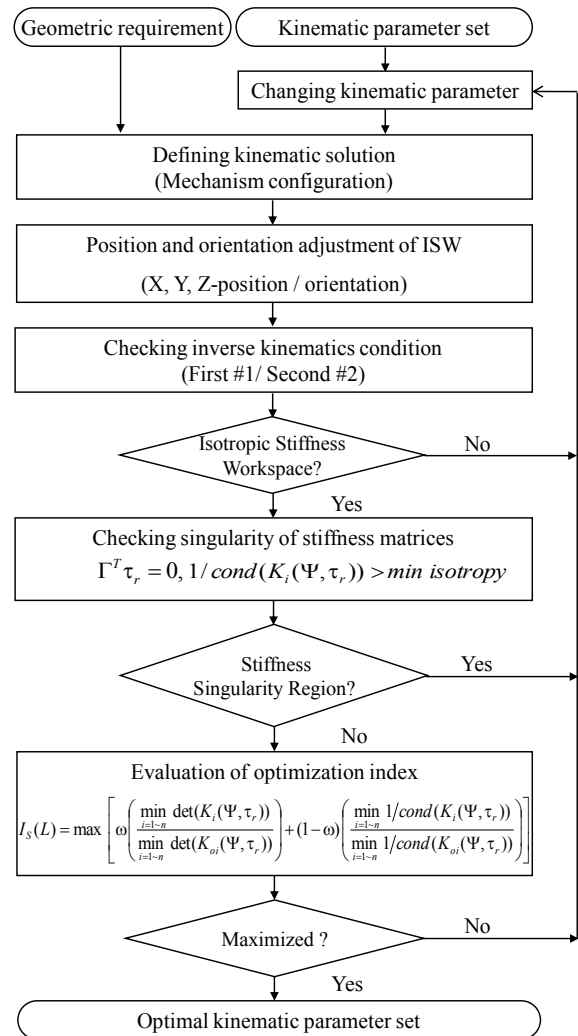 Geometric requirement
Kinematic parameter set
Changing kinematic parameter
Defining kinematic solution
(Mechanism configuration)
Position and orientation adjustment of ISW
(X, Y, Z-position / orientation)
Checking inverse kinematics condition
(First #1/ Second #2)
Isotropic Stiffness
Workspace?
No
Yes
Checking singularity of stiffness matrices
Γ^T τ_r = 0, 1/cond(K_i(Ψ,τ_r)) > min isotropy
Stiffness
Singularity Region?
Yes
No
Evaluation of optimization index
I_S(L) = max [ω(min_{i=1~n} det(K_i(Ψ,τ_r)) / min_{i=1~n} det(K_{oi}(Ψ,τ_r))) + (1−ω)(min_{i=1~n} 1/cond(K_i(Ψ,τ_r)) / min_{i=1~n} 1/cond(K_{oi}(Ψ,τ_r)))]
Maximized ?
No
Yes
Optimal kinematic parameter set